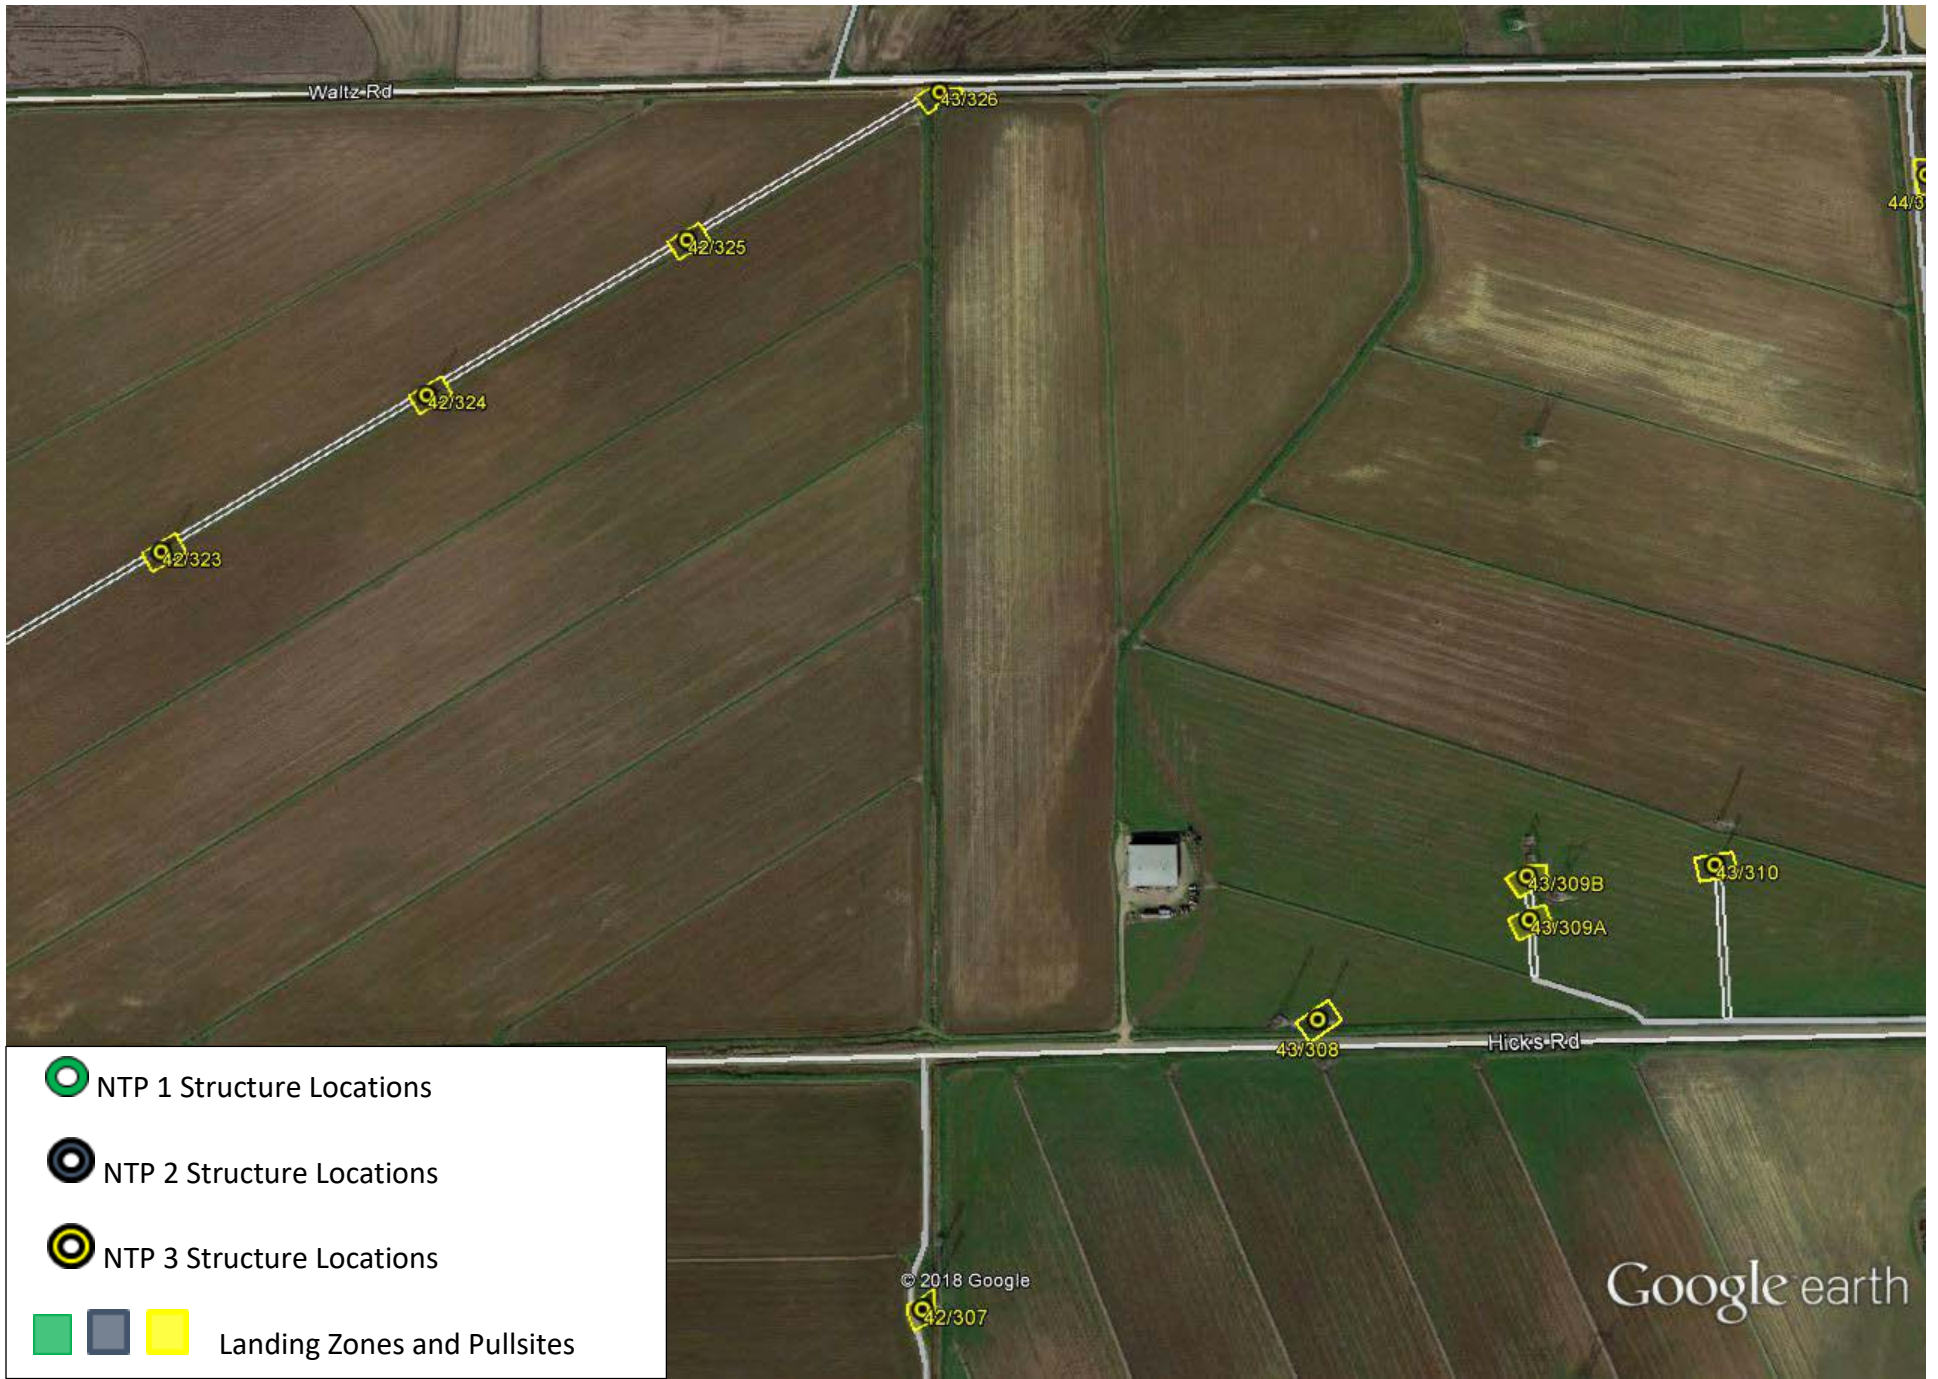 Waltz Rd
43/326
44/3
42/325
42/324
42/323
43/310
43/309B
43/309A
43/308
Hicks Rd
NTP 1 Structure Locations
NTP 2 Structure Locations
NTP 3 Structure Locations
Landing Zones and Pullsites
© 2018 Google
42/307
Google earth